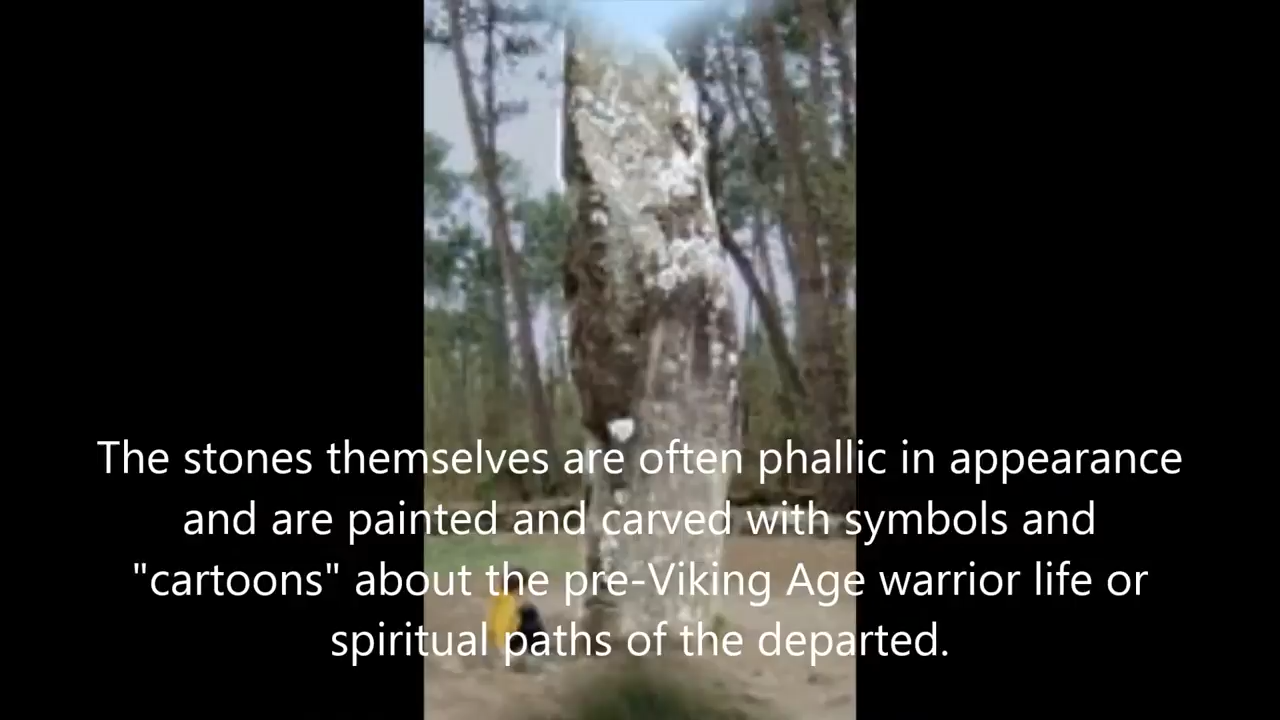 The stones themselves are often phallic in appearance
and are painted and carved with symbols and
"cartoons" about the pre-Viking Age warrior life or
spiritual paths of the departed.